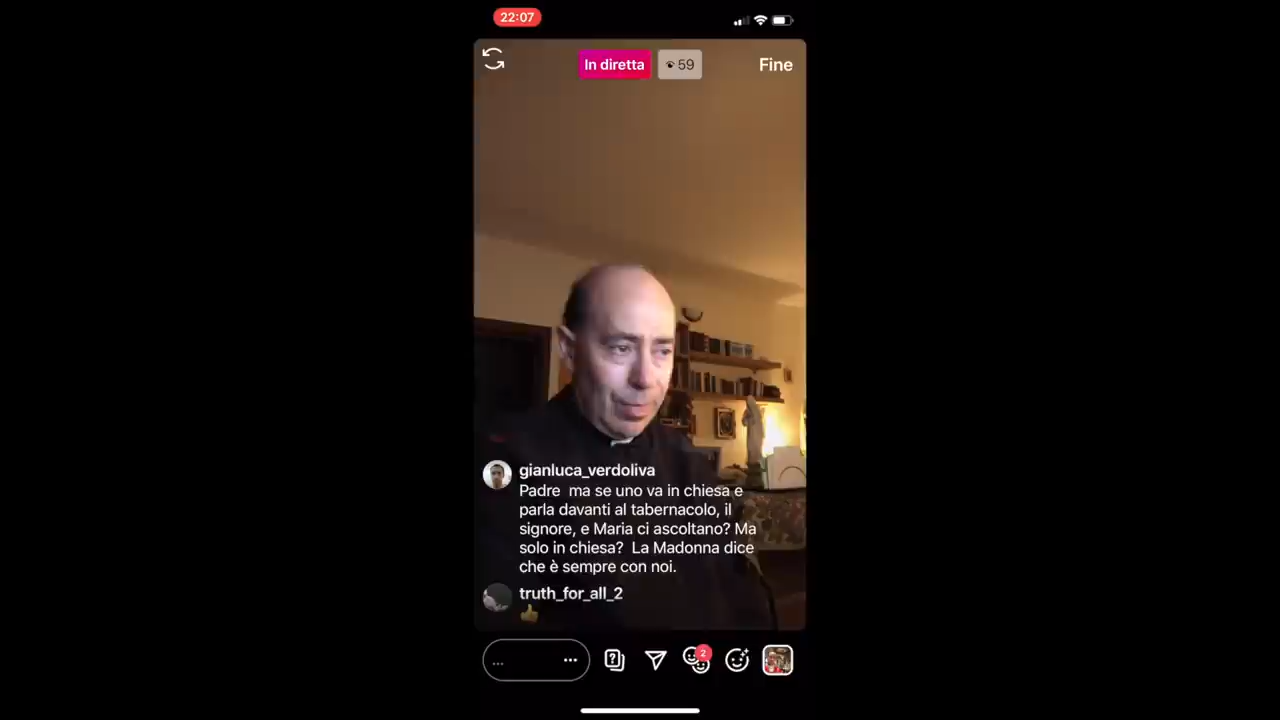 22:07
In diretta 59 Fine
gianluca_verdoliva
Padre ma se uno va in chiesa e
parla davanti al tabernacolo, il
signore, e Maria ci ascoltano? Ma
solo in chiesa? La Madonna dice
che è sempre con noi.
truth_for_all_2
👍
... 
2